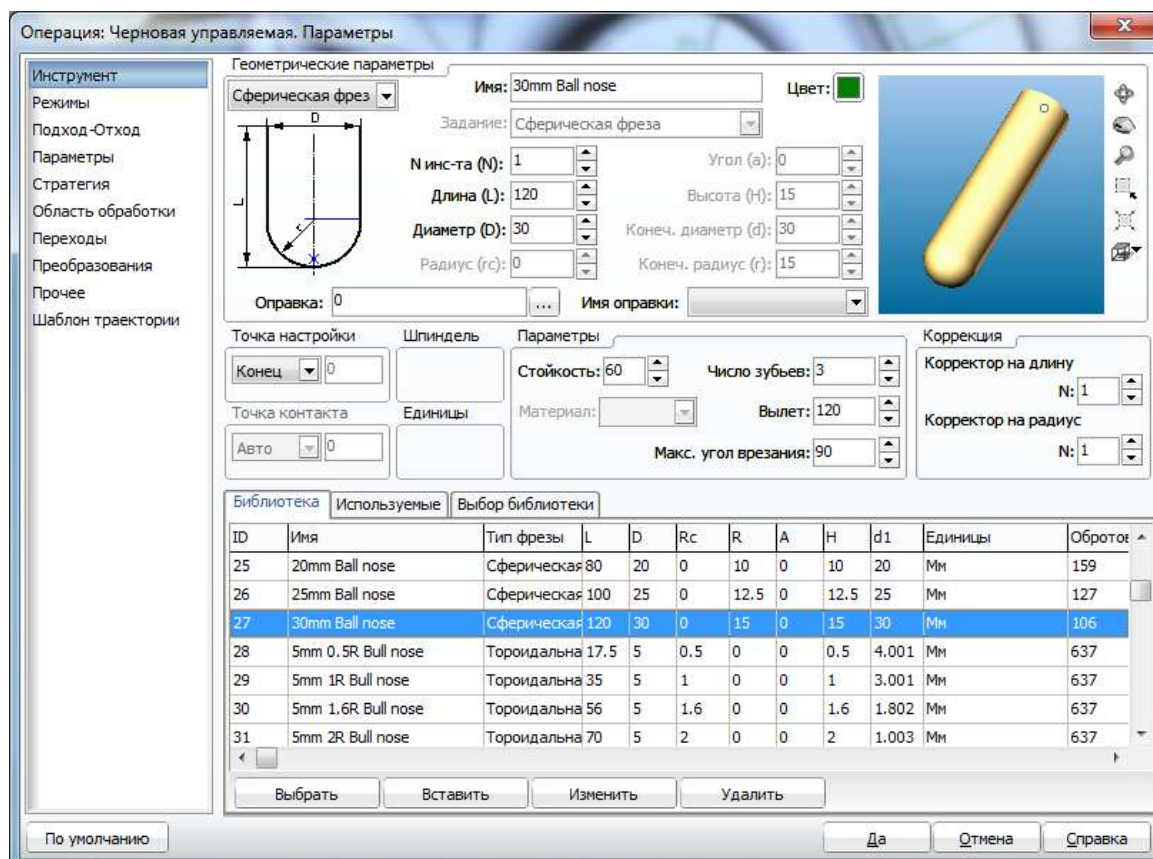 Операция: Черновая управляемая. Параметры
Инструмент
Режимы
Подход-Отход
Параметры
Стратегия
Область обработки
Переходы
Преобразования
Прочее
Шаблон траектории
Геометрические параметры
Сферическая фрез
Имя: 30mm Ball nose
Цвет:
Задание: Сферическая фреза
D
L
r
N инс-та (N): 1
Угол (a): 0
Длина (L): 120
Высота (H): 15
Диаметр (D): 30
Конеч. диаметр (d): 30
Радиус (rc): 0
Конеч. радиус (r): 15
Оправка: 0
...
Имя оправки:
Точка настройки
Конец 0
Шпиндель
Точка контакта
Авто 0
Единицы
Параметры
Стойкость: 60
Число зубьев: 3
Материал:
Вылет: 120
Макс. угол врезания: 90
Коррекция
Корректор на длину
N: 1
Корректор на радиус
N: 1
Библиотека Используемые Выбор библиотеки
ID Имя Тип фрезы L D Rc R A H d1 Единицы Обротов
25 20mm Ball nose Сферическая 80 20 0 10 0 10 20 Мм 159
26 25mm Ball nose Сферическая 100 25 0 12.5 0 12.5 25 Мм 127
27 30mm Ball nose Сферическая 120 30 0 15 0 15 30 Мм 106
28 5mm 0.5R Bull nose Тороидальна 17.5 5 0.5 0 0 0.5 4.001 Мм 637
29 5mm 1R Bull nose Тороидальна 35 5 1 0 0 1 3.001 Мм 637
30 5mm 1.6R Bull nose Тороидальна 56 5 1.6 0 0 1.6 1.802 Мм 637
31 5mm 2R Bull nose Тороидальна 70 5 2 0 0 2 1.003 Мм 637
Выбрать Вставить Изменить Удалить
По умолчанию Да Отмена Справка